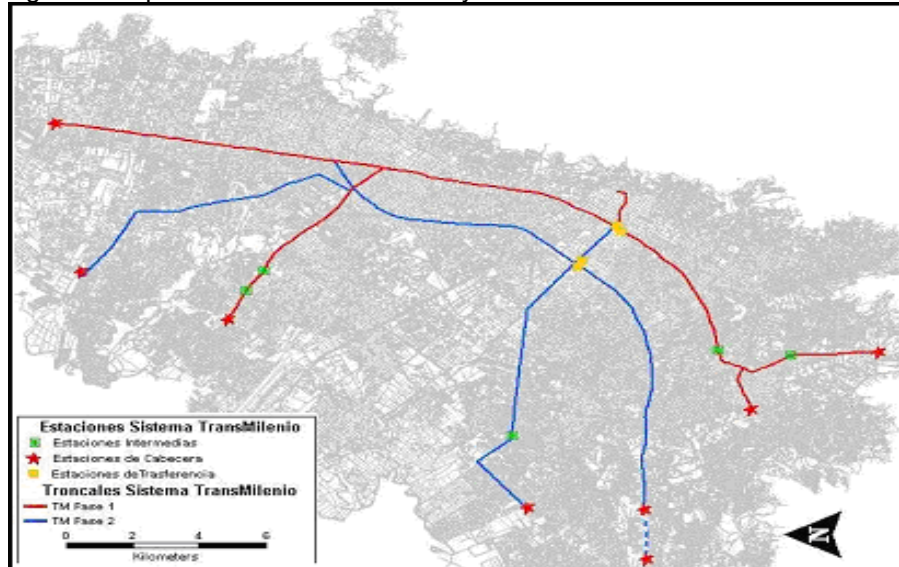 Estaciones Sistema TransMilenio
Estaciones Intermedias
Estaciones de Cabecera
Estaciones deTrasferencia
Troncales Sistema TransMilenio
TM Fase 1
TM Fase 2
0 2 4 6
Kilometers
N